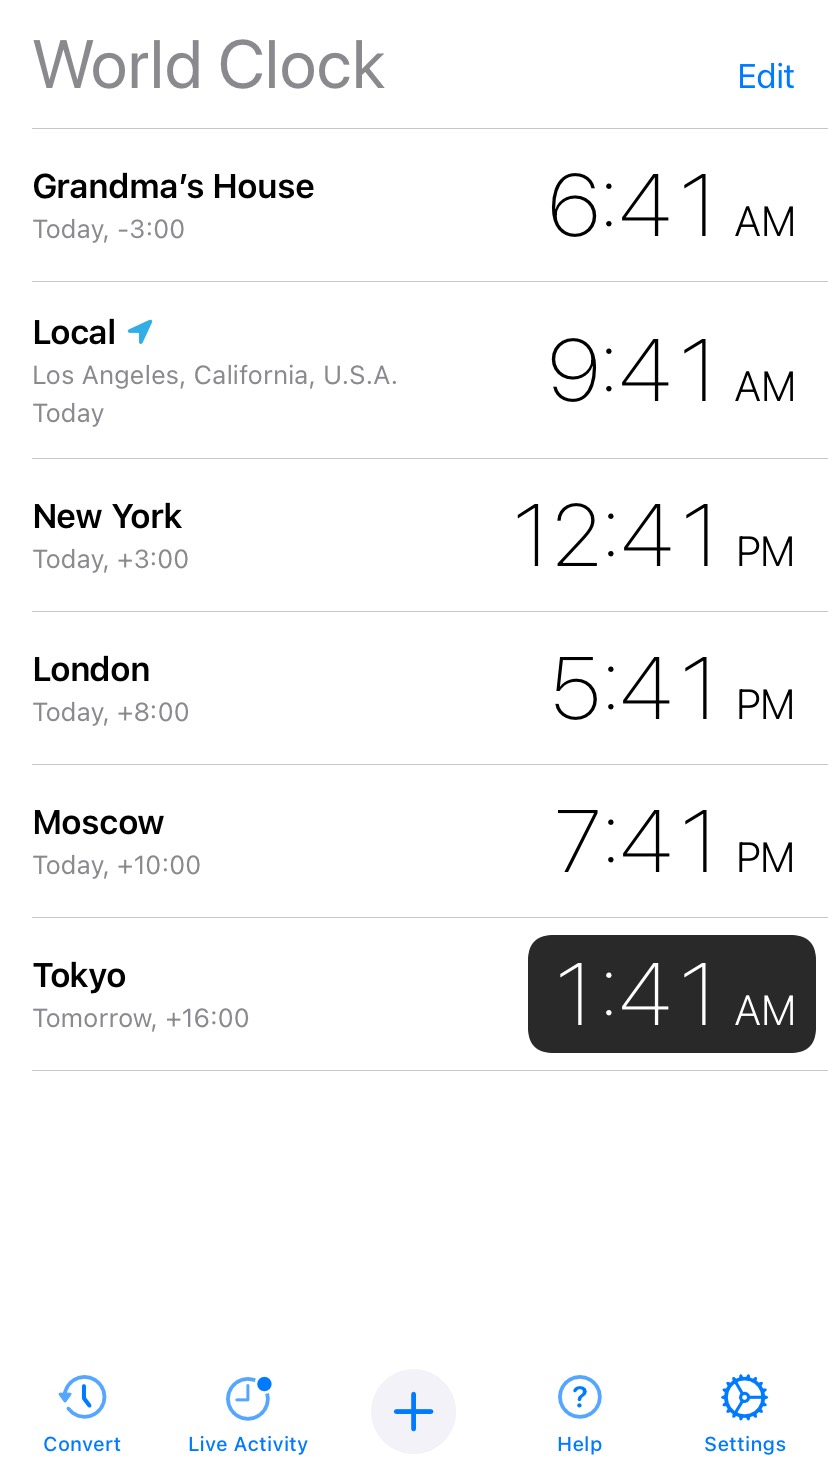 World Clock
Edit
Grandma’s House
Today, -3:00
6:41 AM
Local
Los Angeles, California, U.S.A.
Today
9:41 AM
New York
Today, +3:00
12:41 PM
London
Today, +8:00
5:41 PM
Moscow
Today, +10:00
7:41 PM
Tokyo
Tomorrow, +16:00
1:41 AM
Convert
Live Activity
Help
Settings